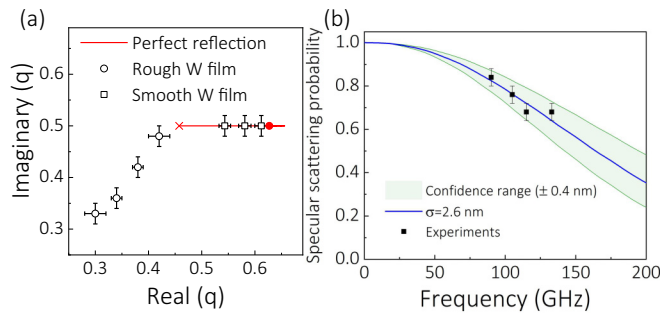 (a)
Perfect reflection
Rough W film
Smooth W film
Imaginary (q)
0.5
0.4
0.3
0.3
0.4
0.5
0.6
Real (q)
(b)
Specular scattering probability
1.0
0.8
0.6
0.4
0.2
0.0
Confidence range (± 0.4 nm)
σ=2.6 nm
Experiments
0
50
100
150
200
Frequency (GHz)